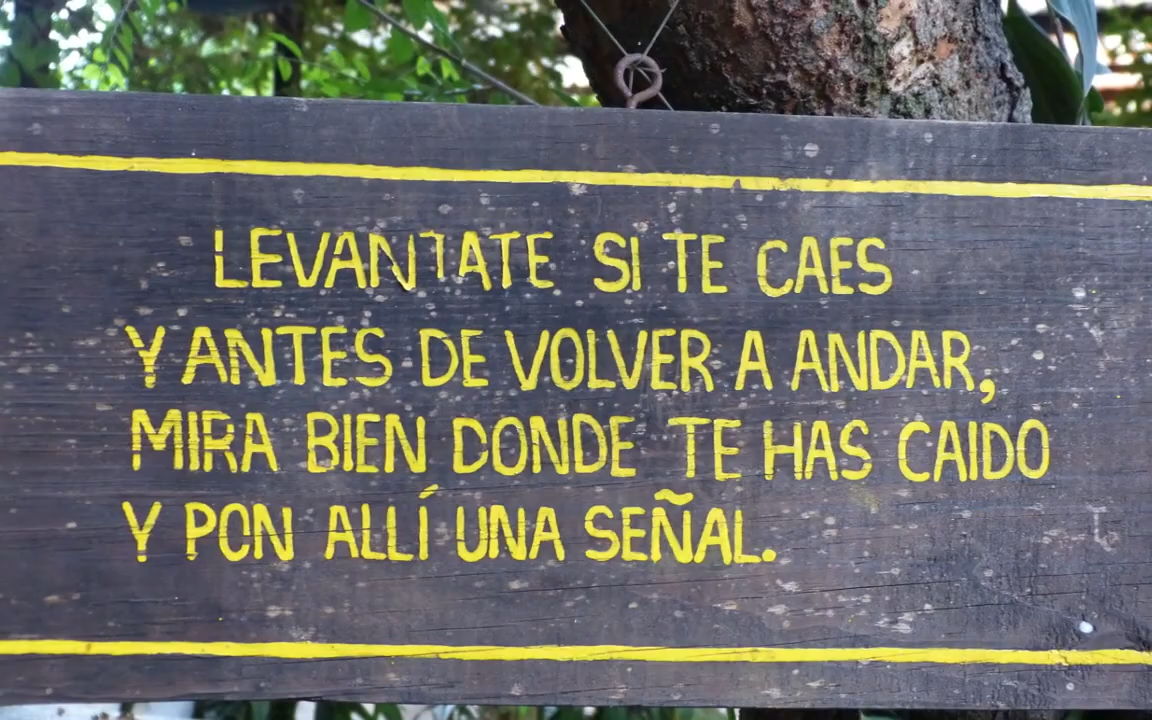 LEVANTATE SI TE CAES
Y ANTES DE VOLVER A ANDAR,
MIRA BIEN DONDE TE HAS CAIDO
Y PON ALLÍ UNA SEÑAL.